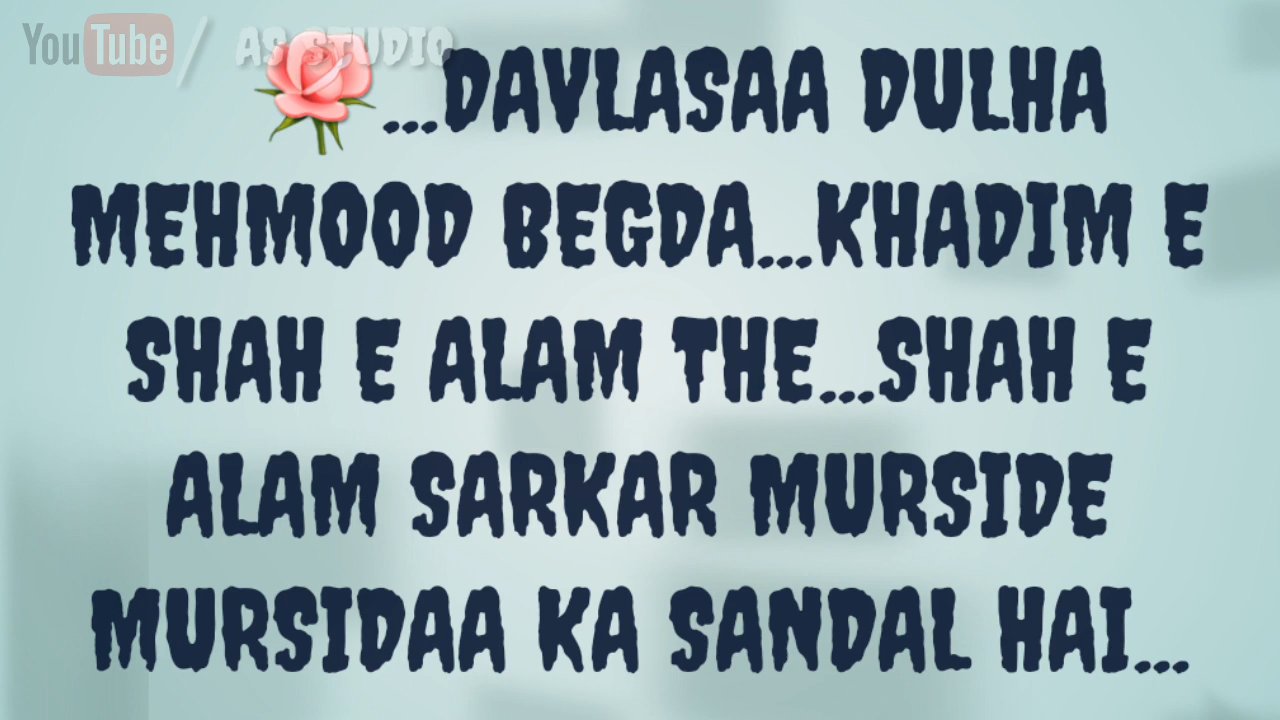 YouTube / AS STUDIO
...DAVLASAA DULHA
MEHMOOD BEGDA...KHADIM E
SHAH E ALAM THE...SHAH E
ALAM SARKAR MURSIDE
MURSIDAA KA SANDAL HAI...